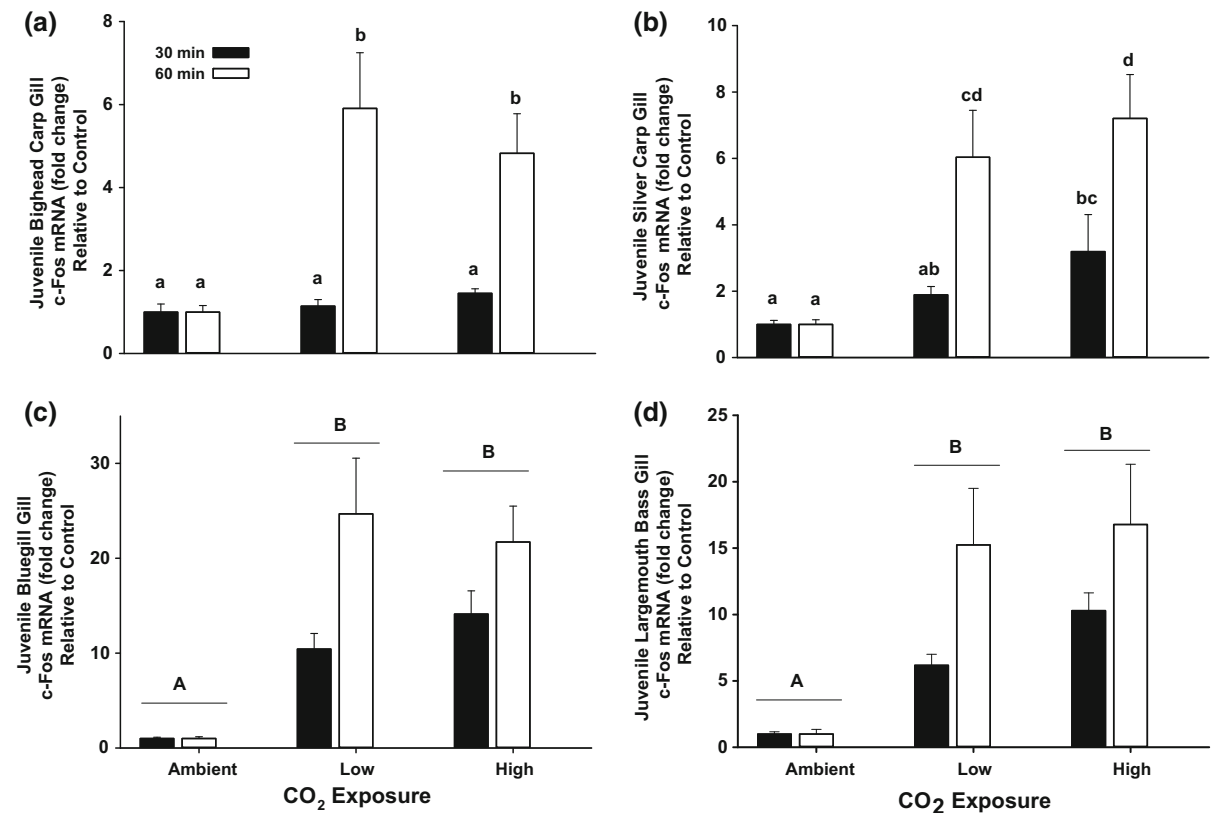 (a)
Juvenile Bighead Carp Gill
c-Fos mRNA (fold change)
Relative to Control
8
6
4
2
0
30 min
60 min
a
a
a
b
a
b
(b)
Juvenile Silver Carp Gill
c-Fos mRNA (fold change)
Relative to Control
10
8
6
4
2
0
a
a
ab
cd
bc
d
(c)
Juvenile Bluegill Gill
c-Fos mRNA (fold change)
Relative to Control
30
20
10
0
A
B
B
Ambient
Low
High
CO2 Exposure
(d)
Juvenile Largemouth Bass Gill
c-Fos mRNA (fold change)
Relative to Control
25
20
15
10
5
0
A
B
B
Ambient
Low
High
CO2 Exposure